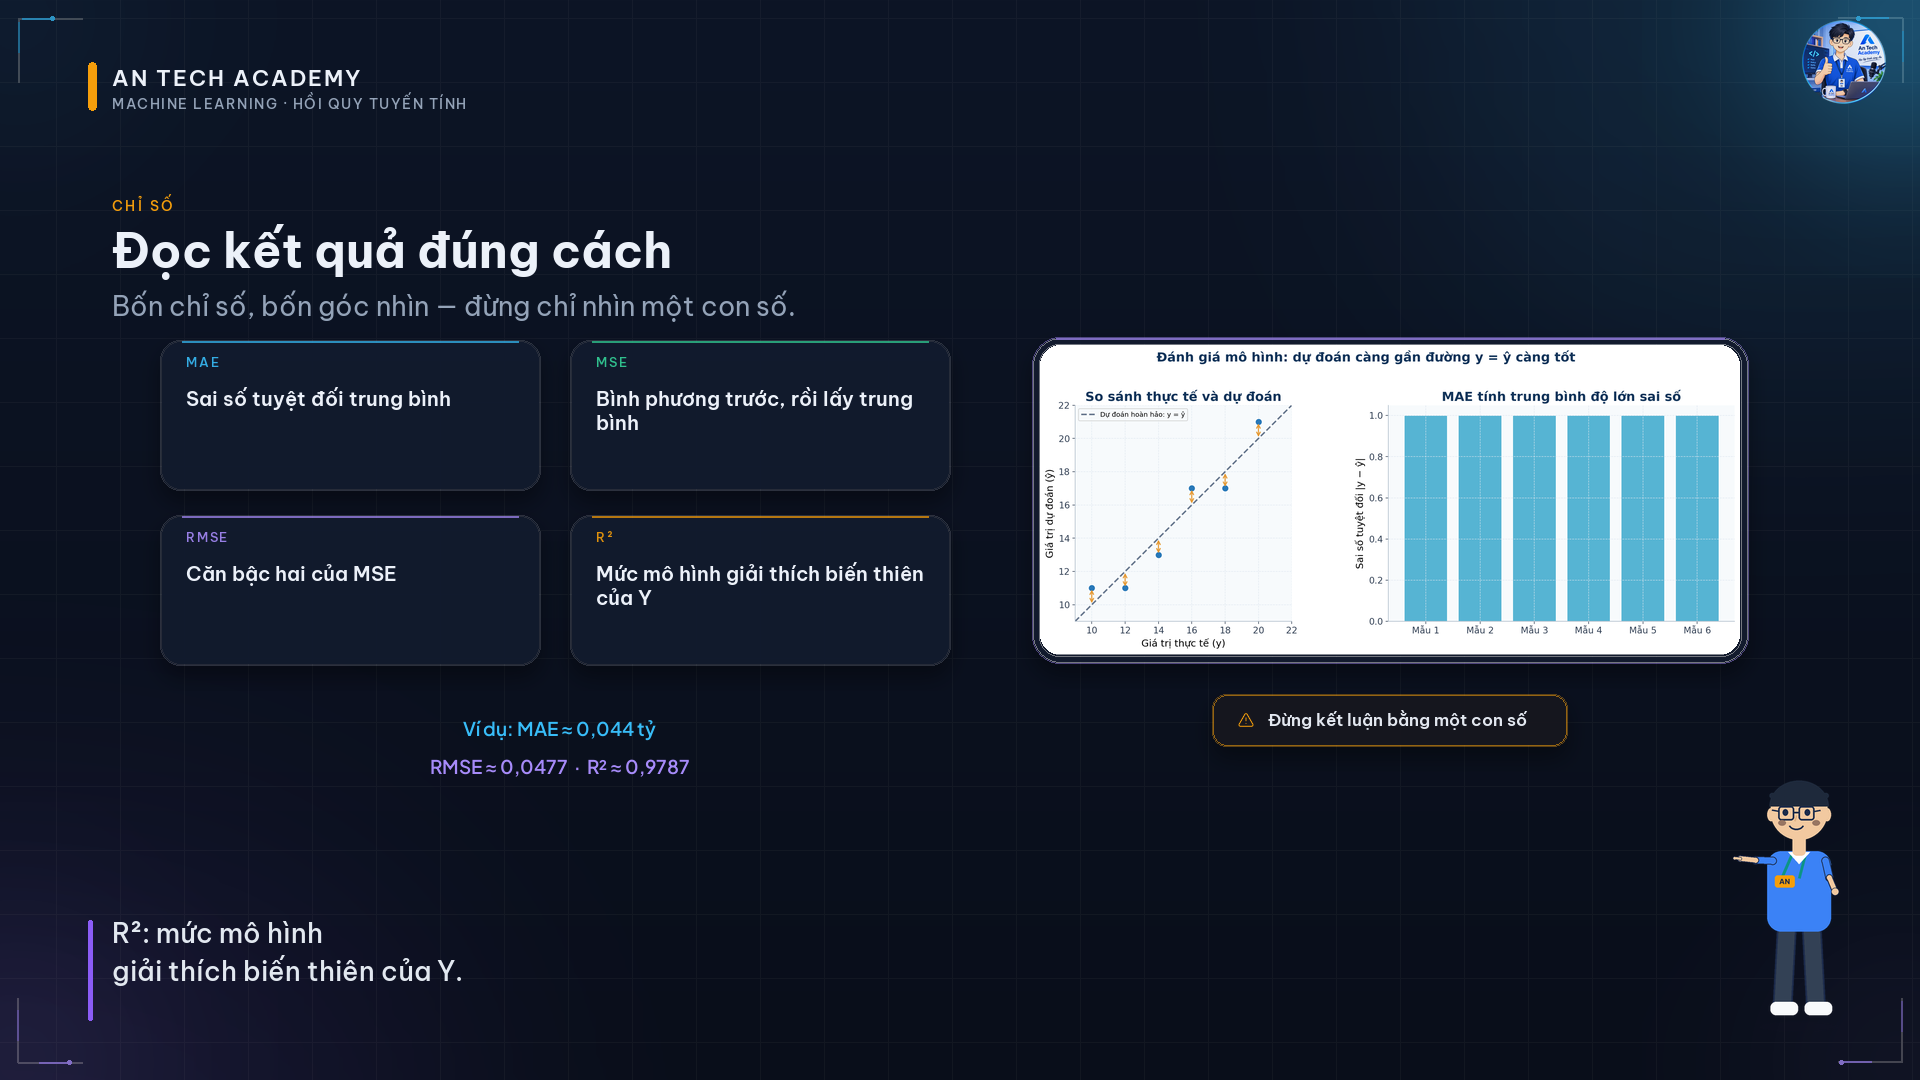 AN TECH ACADEMY
MACHINE LEARNING · HỒI QUY TUYẾN TÍNH
An Tech
Academy
CHỈ SỐ
Đọc kết quả đúng cách
Bốn chỉ số, bốn góc nhìn — đừng chỉ nhìn một con số.
MAE
Sai số tuyệt đối trung bình
MSE
Bình phương trước, rồi lấy trung
bình
RMSE
Căn bậc hai của MSE
R²
Mức mô hình giải thích biến thiên
của Y
Ví dụ: MAE ≈ 0,044 tỷ
RMSE ≈ 0,0477 · R² ≈ 0,9787
Đánh giá mô hình: dự đoán càng gần đường y = ŷ càng tốt
So sánh thực tế và dự đoán
Dự đoán hoàn hảo: y = ŷ
Giá trị dự đoán (ŷ)
22
20
18
16
14
12
10
10 12 14 16 18 20 22
Giá trị thực tế (y)
MAE tính trung bình độ lớn sai số
Sai số tuyệt đối |y − ŷ|
1.0
0.8
0.6
0.4
0.2
0.0
Mẫu 1 Mẫu 2 Mẫu 3 Mẫu 4 Mẫu 5 Mẫu 6
Đừng kết luận bằng một con số
AN
R²: mức mô hình
giải thích biến thiên của Y.